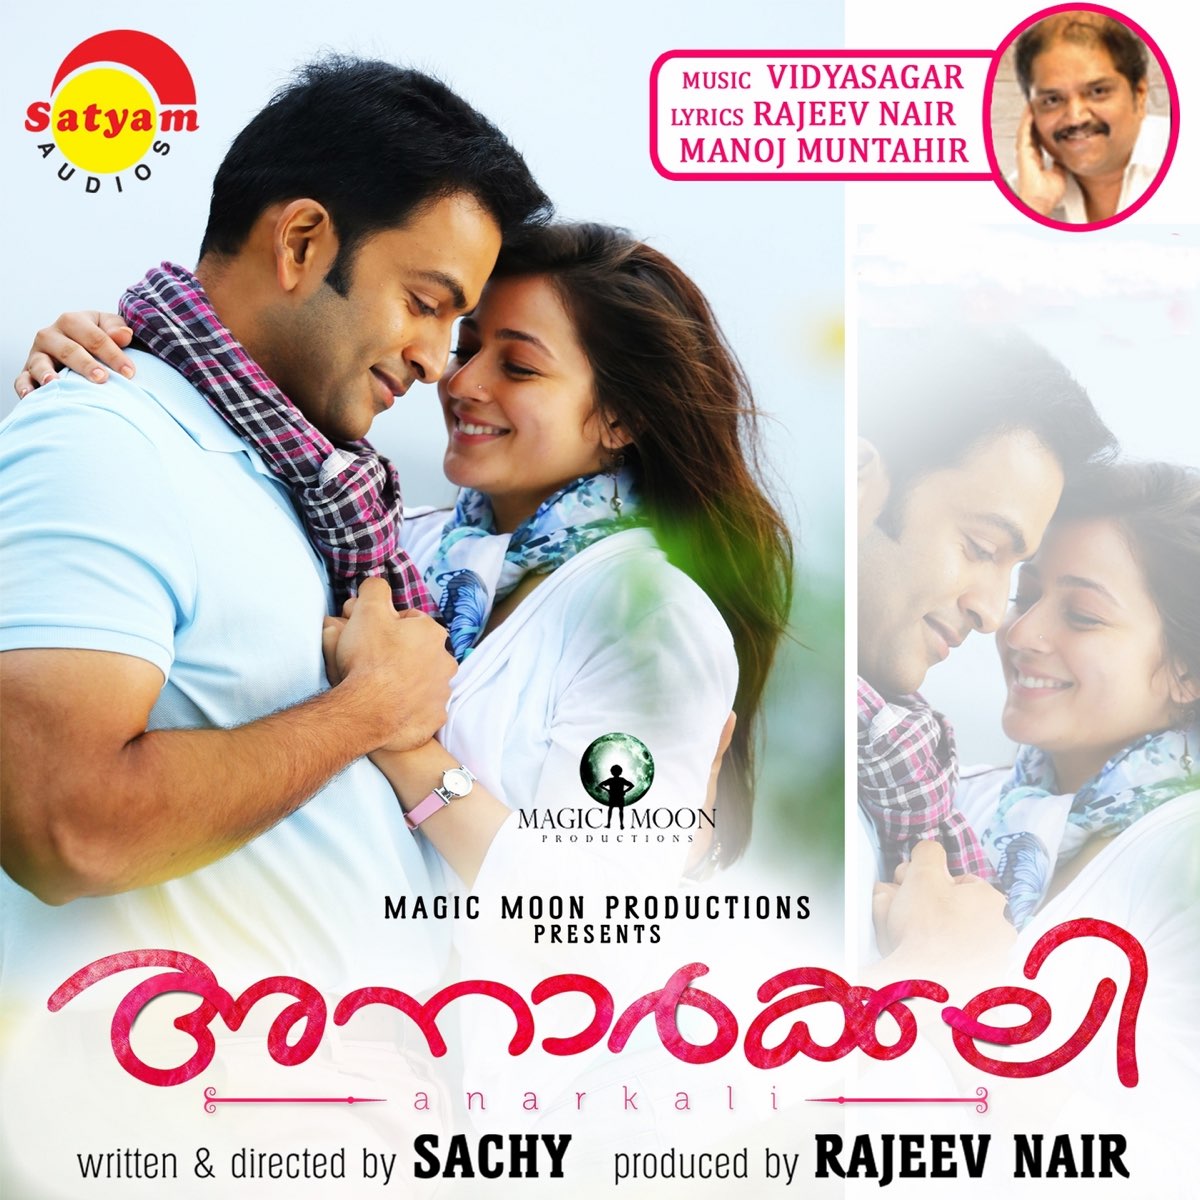 Satyam
AUDIOS
MUSIC VIDYASAGAR
LYRICS RAJEEV NAIR
MANOJ MUNTAHIR
MAGIC MOON
PRODUCTIONS
MAGIC MOON PRODUCTIONS
PRESENTS
അനാർക്കലി
anarkali
written & directed by SACHY produced by RAJEEV NAIR